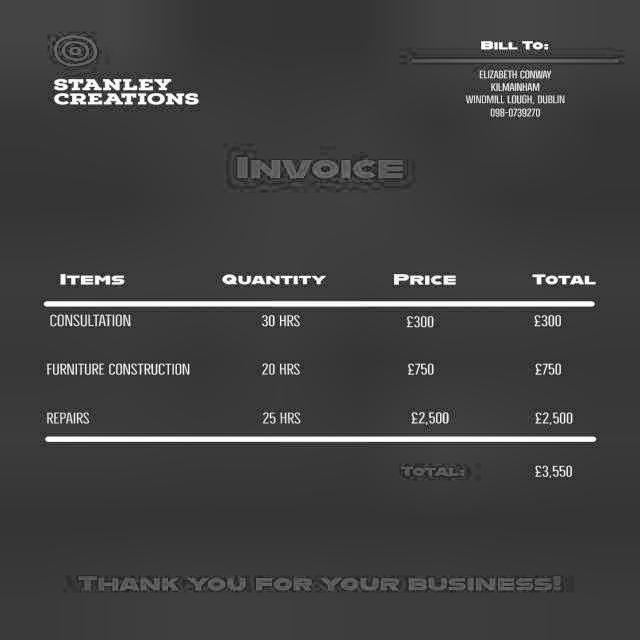 STANLEY
CREATIONS
BILL TO:
ELIZABETH CONWAY
KILMAINHAM
WINDMILL LOUGH, DUBLIN
098-0739270
INVOICE
ITEMS QUANTITY PRICE TOTAL
CONSULTATION 30 HRS £300 £300
FURNITURE CONSTRUCTION 20 HRS £750 £750
REPAIRS 25 HRS £2,500 £2,500
TOTAL: £3,550
THANK YOU FOR YOUR BUSINESS!